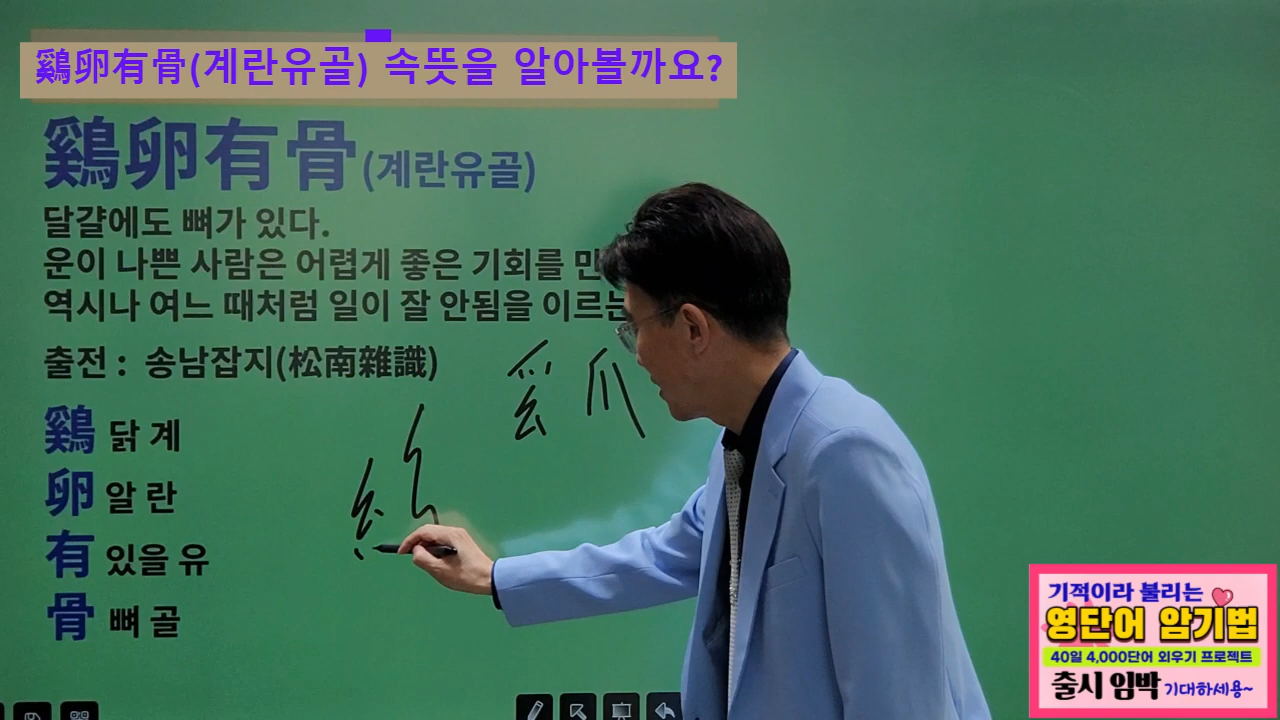 鷄卵有骨(계란유골) 속뜻을 알아볼까요?
鷄卵有骨(계란유골)
달걀에도 뼈가 있다.
운이 나쁜 사람은 어렵게 좋은 기회를 만
역시나 여느 때처럼 일이 잘 안됨을 이르는
출전 : 송남잡지(松南雜識)
鷄 닭 계
卵 알 란
有 있을 유
骨 뼈 골
爪
기적이라 불리는
영단어 암기법
40일 4,000단어 외우기 프로젝트
출시 임박 기대하세용~